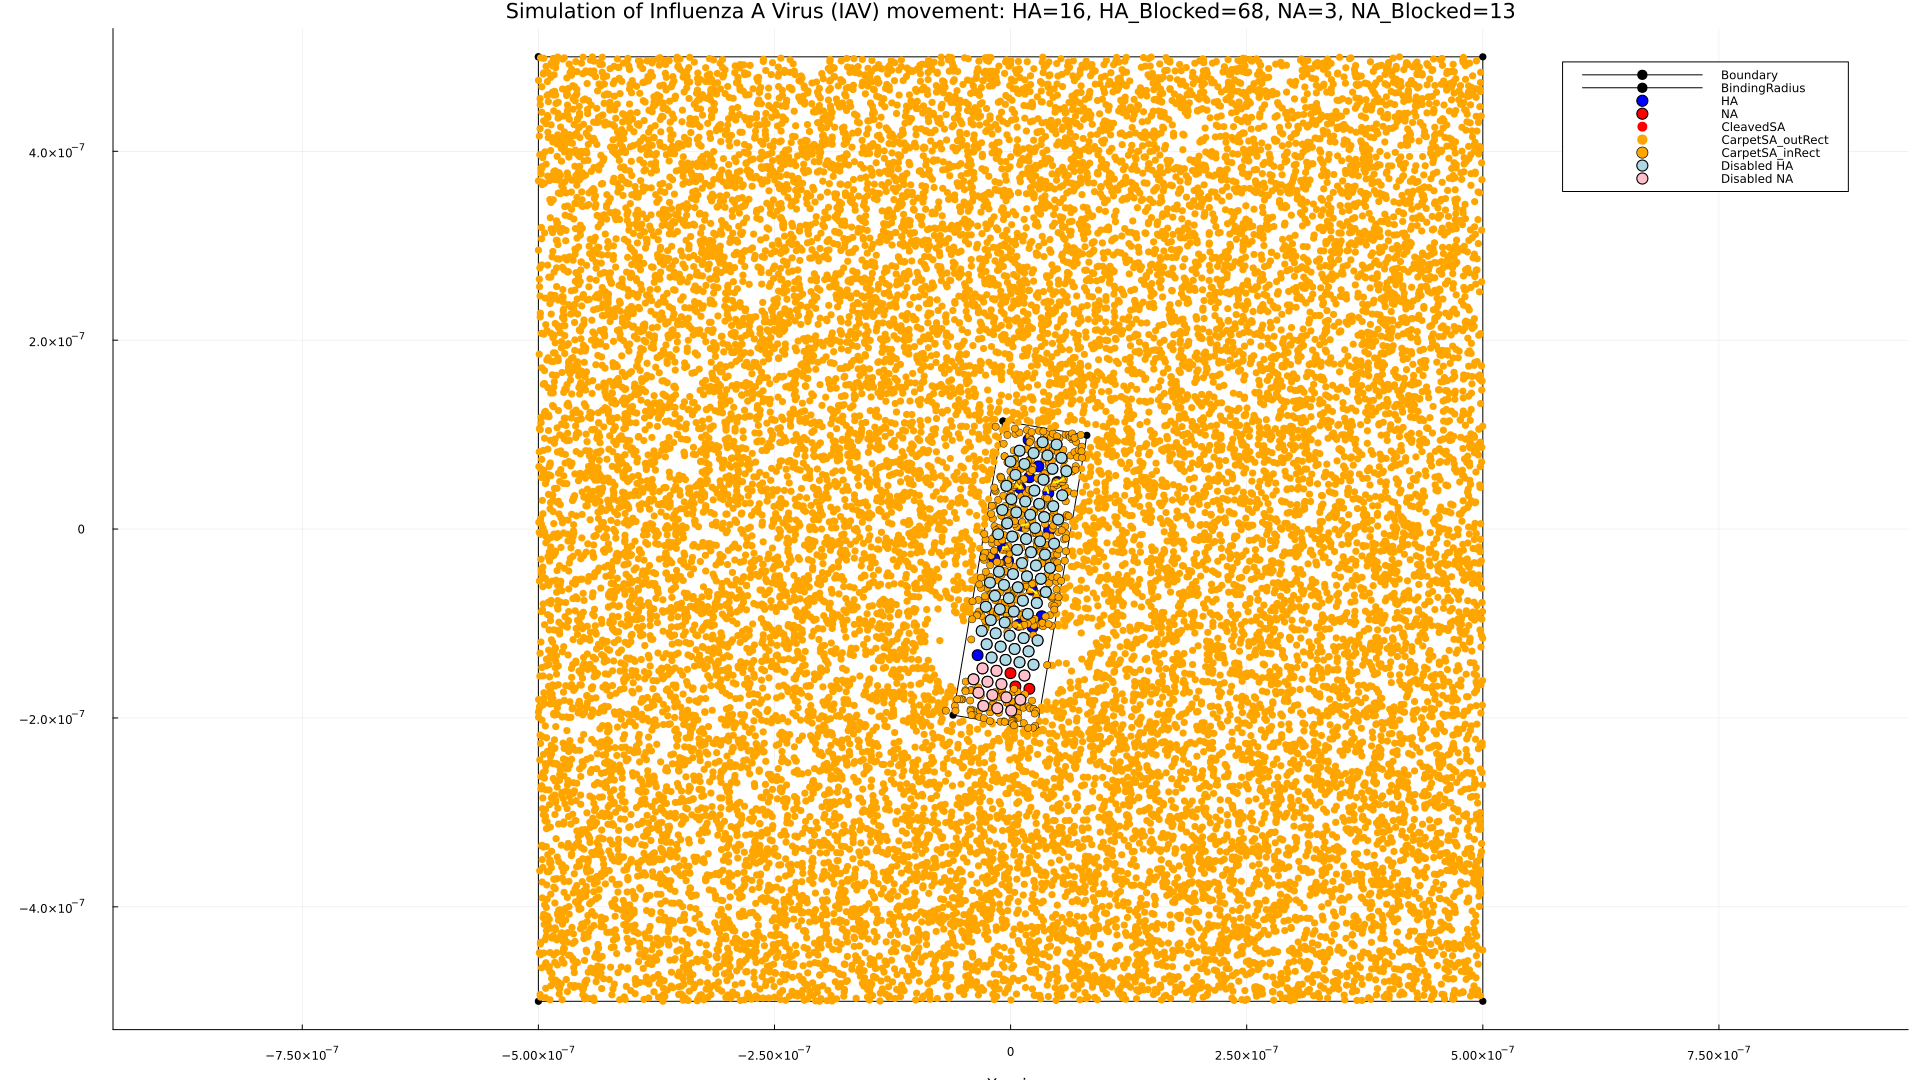 Simulation of Influenza A Virus (IAV) movement: HA=16, HA_Blocked=68, NA=3, NA_Blocked=13
Boundary
BindingRadius
HA
NA
CleavedSA
CarpetSA_outRect
CarpetSA_inRect
Disabled HA
Disabled NA
4.0×10⁻⁷
2.0×10⁻⁷
0
−2.0×10⁻⁷
−4.0×10⁻⁷
−7.50×10⁻⁷ −5.00×10⁻⁷ −2.50×10⁻⁷ 0 2.50×10⁻⁷ 5.00×10⁻⁷ 7.50×10⁻⁷